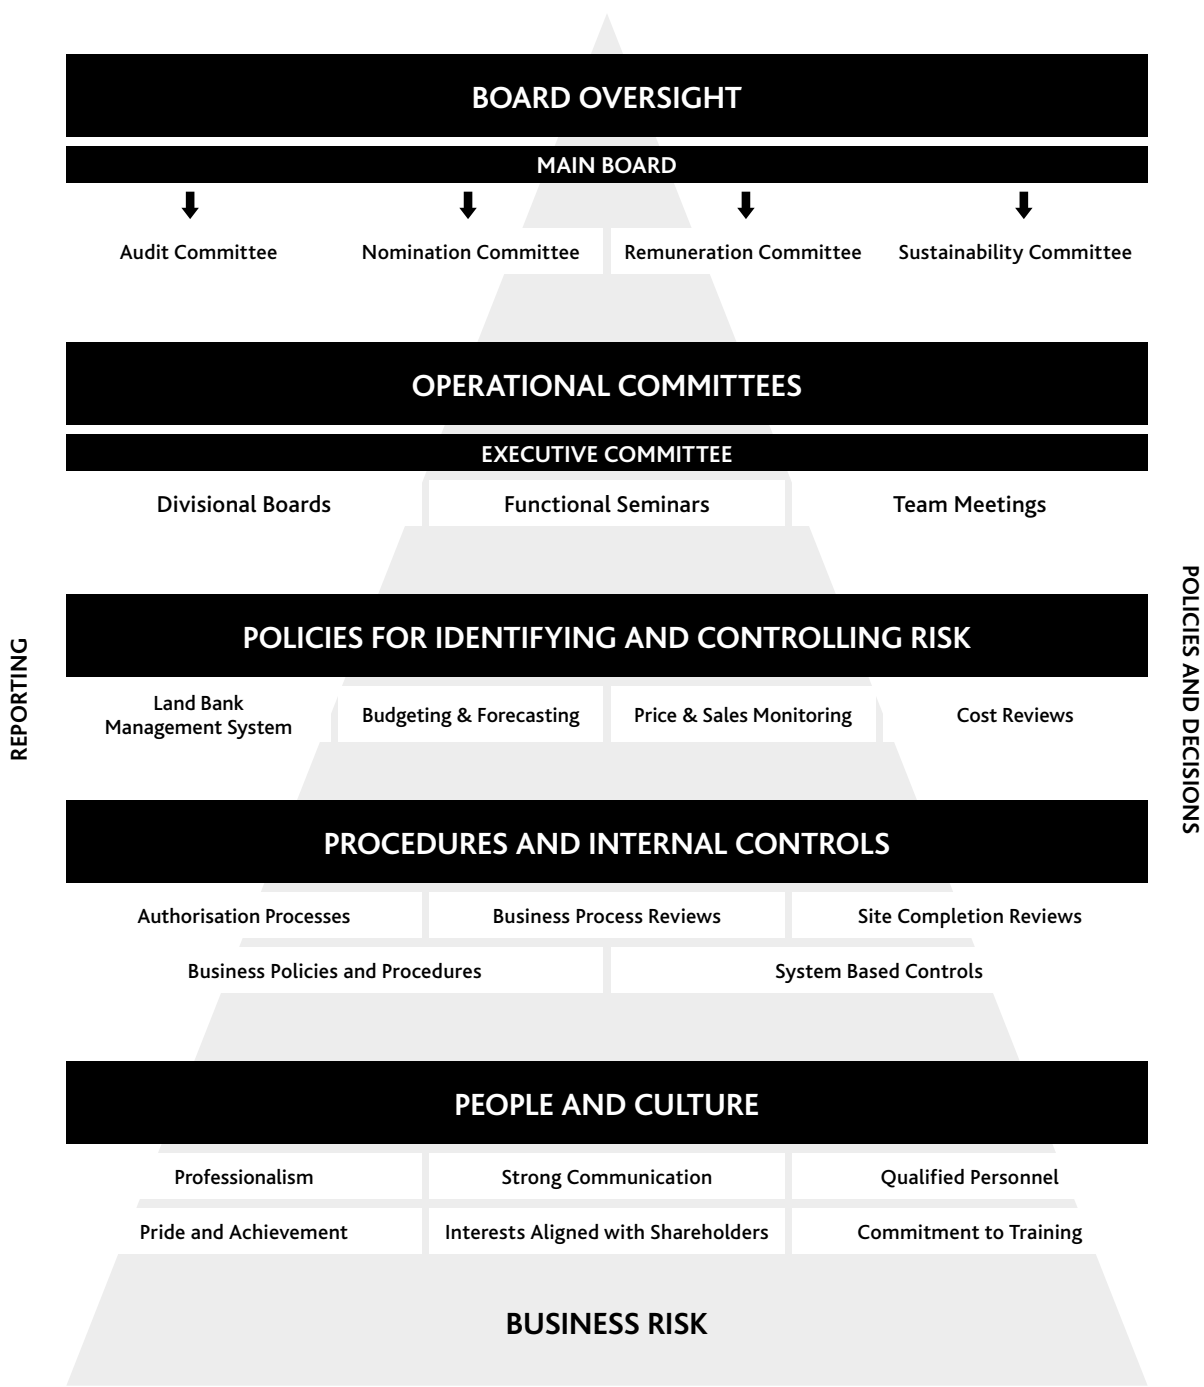 BOARD OVERSIGHT
MAIN BOARD
Audit Committee
Nomination Committee
Remuneration Committee
Sustainability Committee
OPERATIONAL COMMITTEES
EXECUTIVE COMMITTEE
Divisional Boards
Functional Seminars
Team Meetings
POLICIES FOR IDENTIFYING AND CONTROLLING RISK
Land Bank
Management System
Budgeting & Forecasting
Price & Sales Monitoring
Cost Reviews
PROCEDURES AND INTERNAL CONTROLS
Authorisation Processes
Business Process Reviews
Site Completion Reviews
Business Policies and Procedures
System Based Controls
PEOPLE AND CULTURE
Professionalism
Strong Communication
Qualified Personnel
Pride and Achievement
Interests Aligned with Shareholders
Commitment to Training
BUSINESS RISK
REPORTING
POLICIES AND DECISIONS